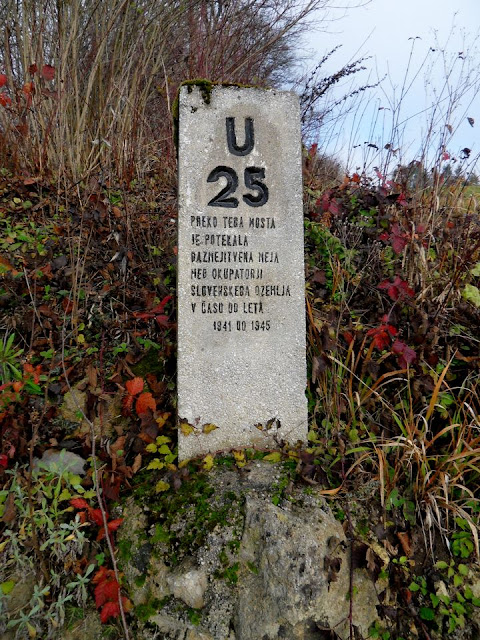 U
25
PREKO TEGA MOSTA
JE POTEKALA
RAZMEJITVENA MEJA
MED OKUPATORJI
SLOVENSKEGA OZEMLJA
V ČASU OD LETA
1941 DO 1945